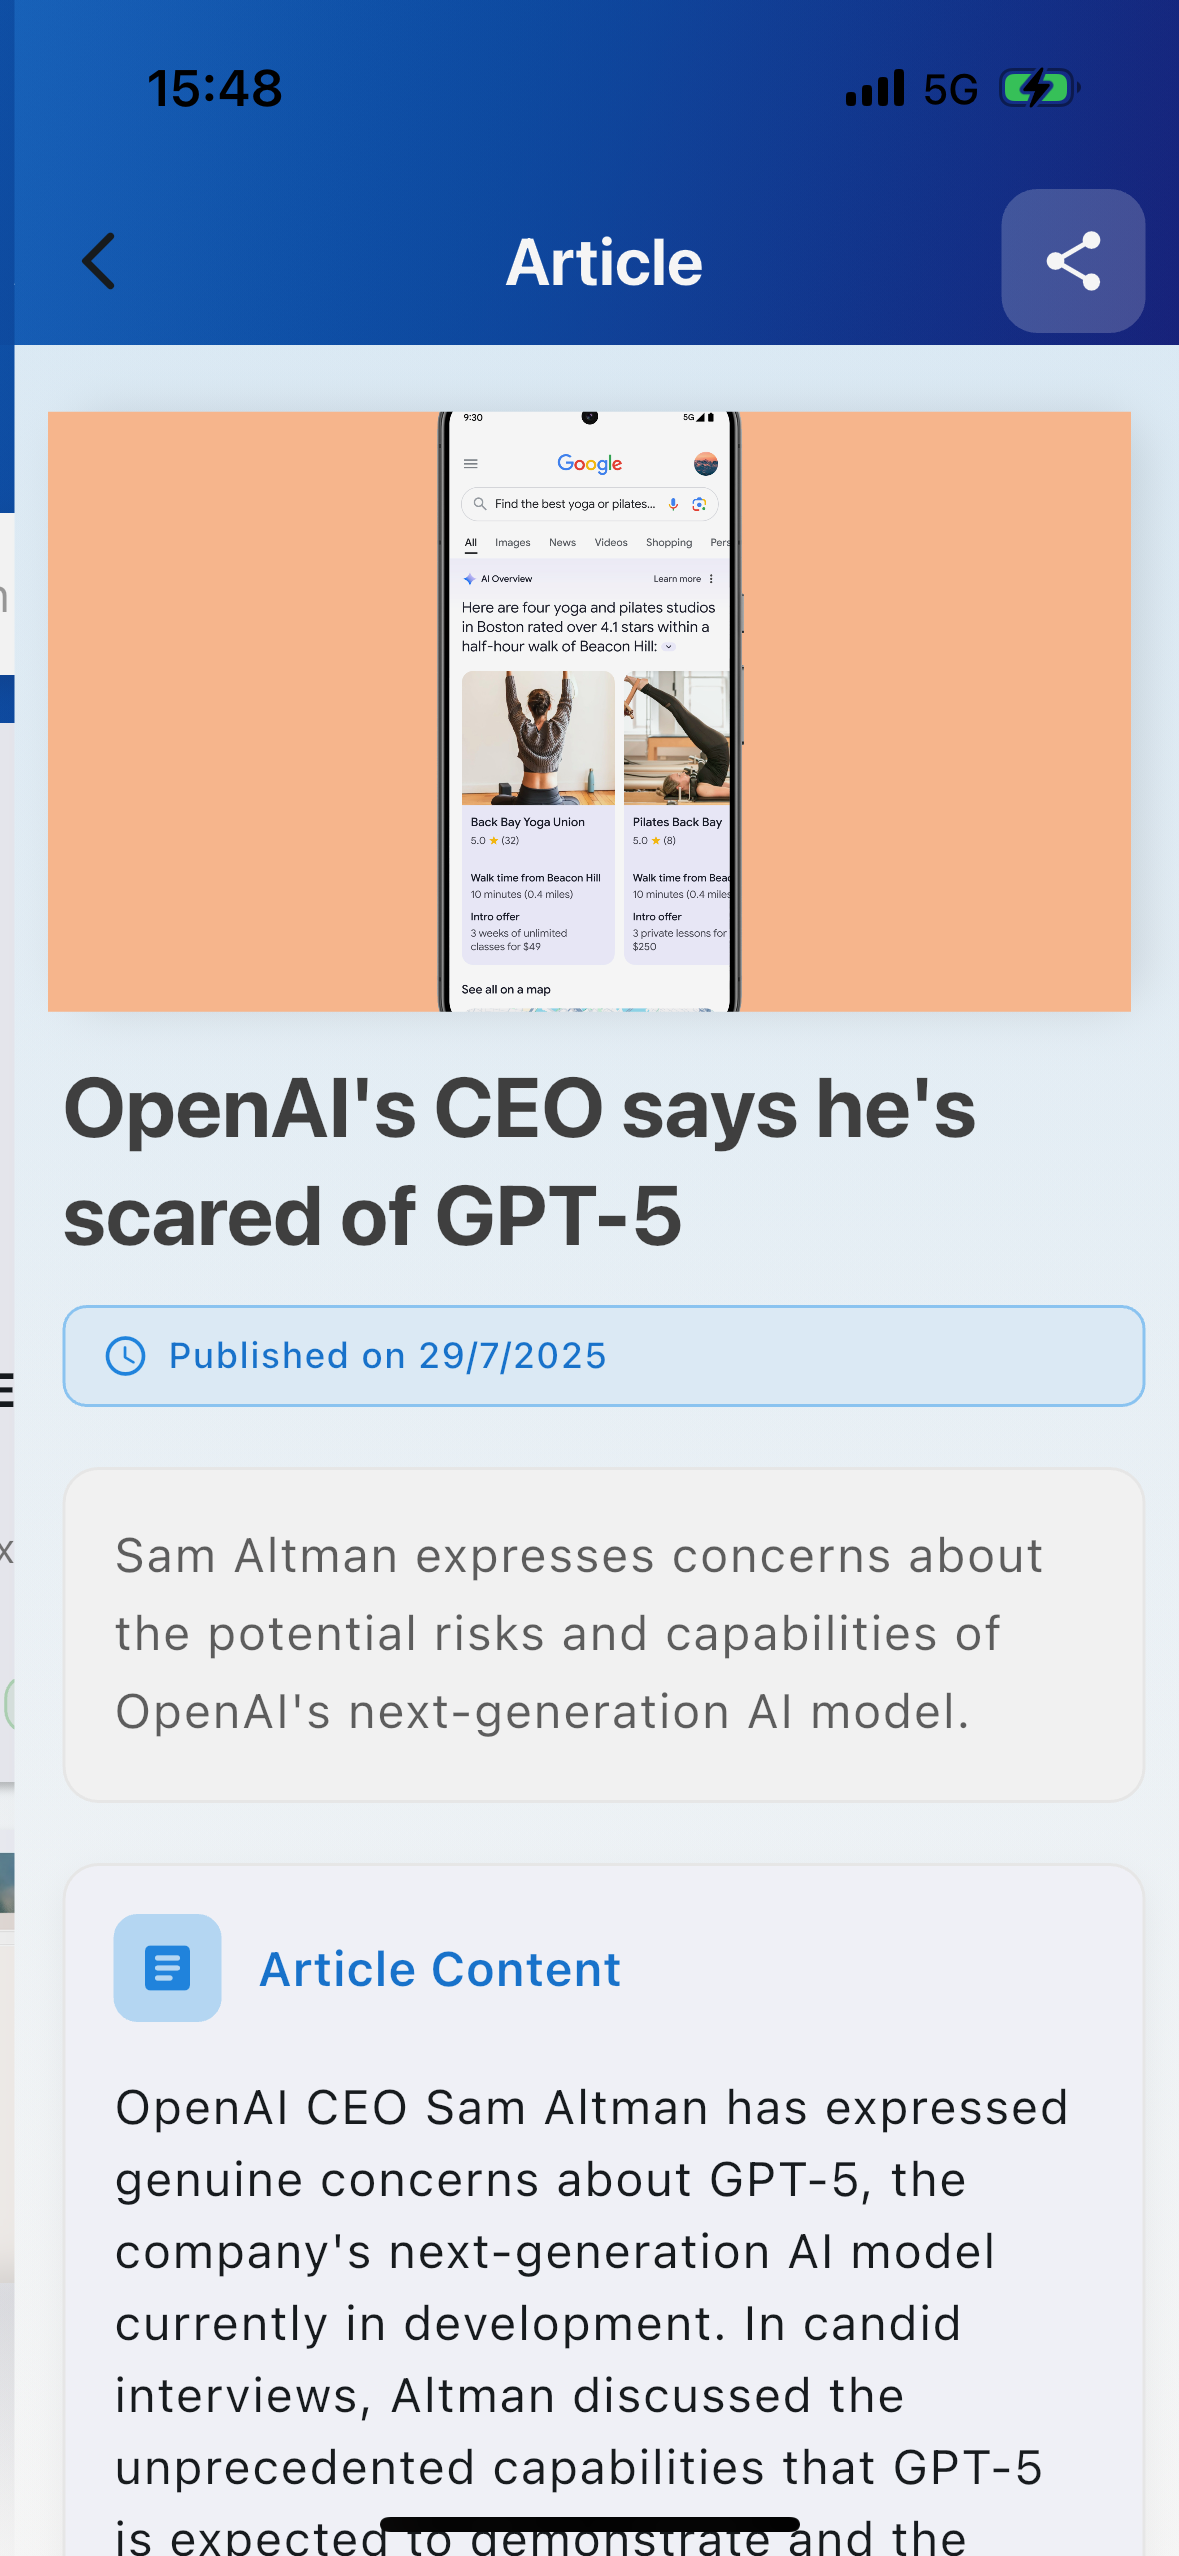 15:48
5G
Article
9:30
5G
Google
Find the best yoga or pilates...
All Images News Videos Shopping Pers
AI Overview
Learn more
Here are four yoga and pilates studios
in Boston rated over 4.1 stars within a
half-hour walk of Beacon Hill:
Back Bay Yoga Union
5.0 ★ (32)
Walk time from Beacon Hill
10 minutes (0.4 miles)
Intro offer
3 weeks of unlimited
classes for $49
Pilates Back Bay
5.0 ★ (8)
Walk time from Beac
10 minutes (0.4 miles
Intro offer
3 private lessons for
$250
See all on a map
OpenAI's CEO says he's
scared of GPT-5
Published on 29/7/2025
Sam Altman expresses concerns about
the potential risks and capabilities of
OpenAI's next-generation AI model.
Article Content
OpenAI CEO Sam Altman has expressed
genuine concerns about GPT-5, the
company's next-generation AI model
currently in development. In candid
interviews, Altman discussed the
unprecedented capabilities that GPT-5
is expected to demonstrate and the